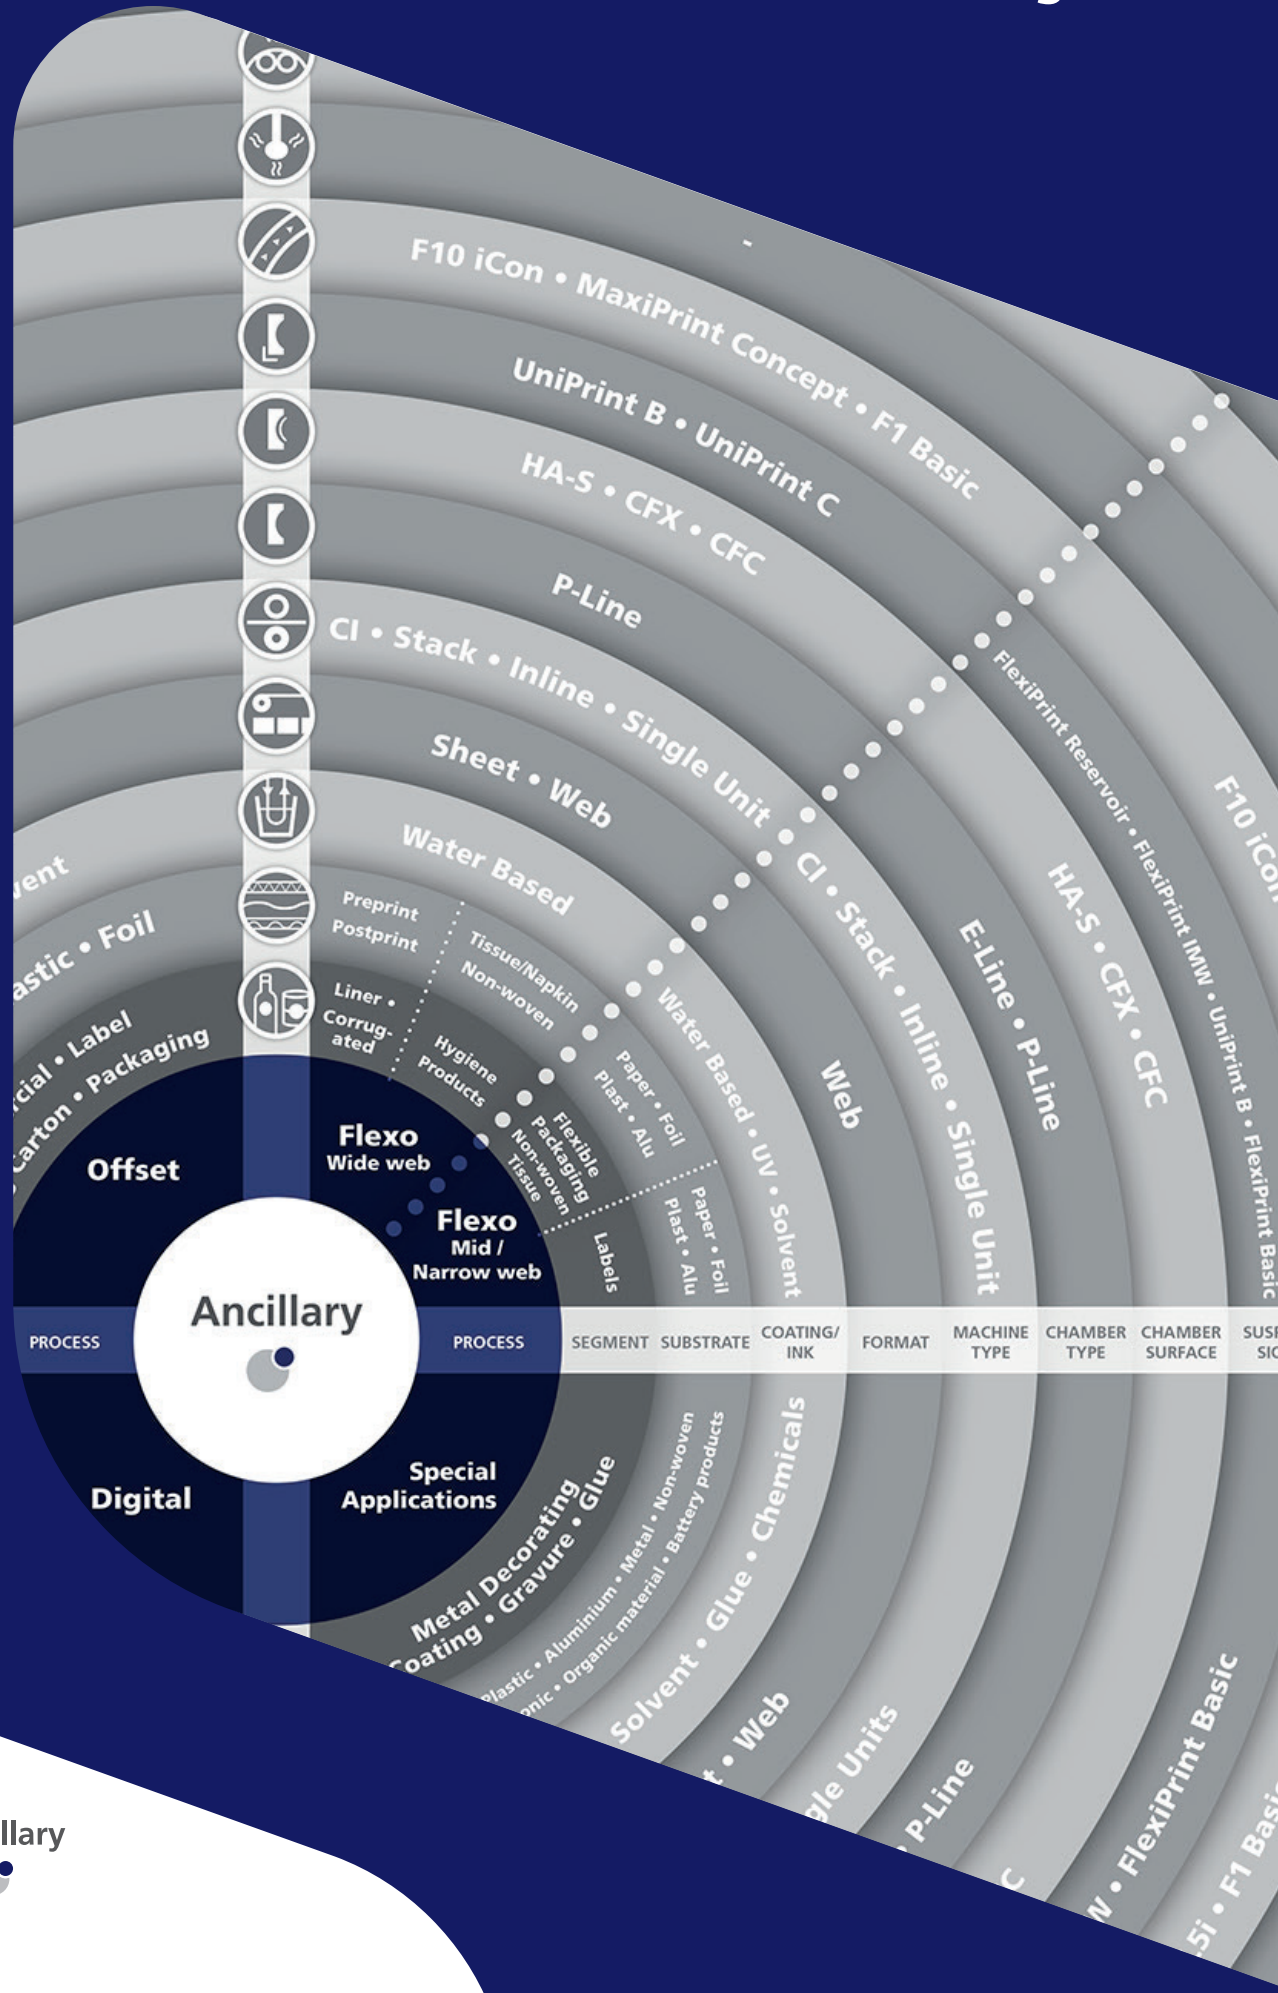 F10 iCon • MaxiPrint Concept • F1 Basic
UniPrint B • UniPrint C
HA-S • CFX • CFC
P-Line
CI • Stack • Inline • Single Unit
Sheet • Web
Water Based
Preprint
Postprint
Tissue/Napkin
Non-woven
Liner •
Corrug-
ated
Hygiene
Products
Foil
• Label
Carton • Packaging
Offset
Flexo
Wide web
Flexo
Mid /
Narrow web
Flexible
Packaging
Non-woven
Tissue
Labels
Paper • Foil
Plast • Alu
Paper • Foil
Plast • Alu
Water Based • UV • Solvent
Web
CI • Stack • Inline • Single Unit
E-Line • P-Line
HA-S • CFX • CFC
FlexiPrint Reservoir • FlexiPrint IMW • UniPrint B • FlexiPrint Basic
F10 iCon
Ancillary
PROCESS
PROCESS
SEGMENT
SUBSTRATE
COATING/
INK
FORMAT
MACHINE
TYPE
CHAMBER
TYPE
CHAMBER
SURFACE
Digital
Special
Applications
Metal Decorating
Coating • Gravure • Glue
Plastic • Aluminium • Metal • Non-woven
• Organic material • Battery products
Solvent • Glue • Chemicals
• Web
Units
• P-Line
C
• FlexiPrint Basic
5i • F1 Basic
llary